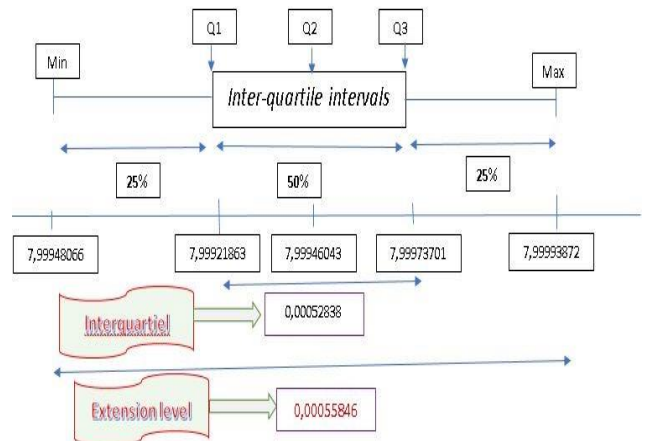 Q1 Q2 Q3
Min
Max
Inter-quartile intervals
25% 50% 25%
7,99948066 7,99921863 7,99946043 7,99973701 7,99993872
Interquartiel
0,00052838
Extension level
0,00055846